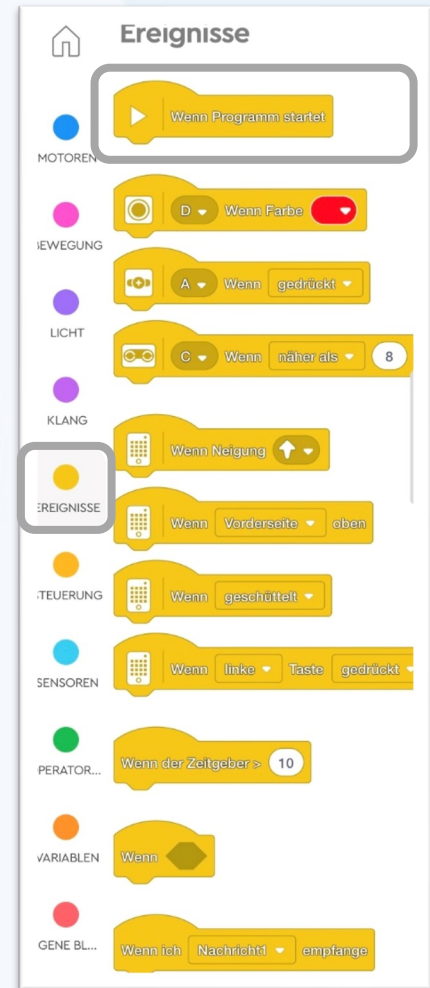 Ereignisse
Wenn Programm startet
MOTOREN
D Wenn Farbe
BEWEGUNG
A Wenn gedrückt
LICHT
C Wenn näher als 8
KLANG
Wenn Neigung
EREIGNISSE
Wenn Vorderseite oben
TEUERUNG
Wenn geschüttelt
SENSOREN
Wenn linke Taste gedrückt
PERATOR...
Wenn der Zeitgeber > 10
VARIABLEN
Wenn
GENE BL...
Wenn ich Nachricht1 empfange